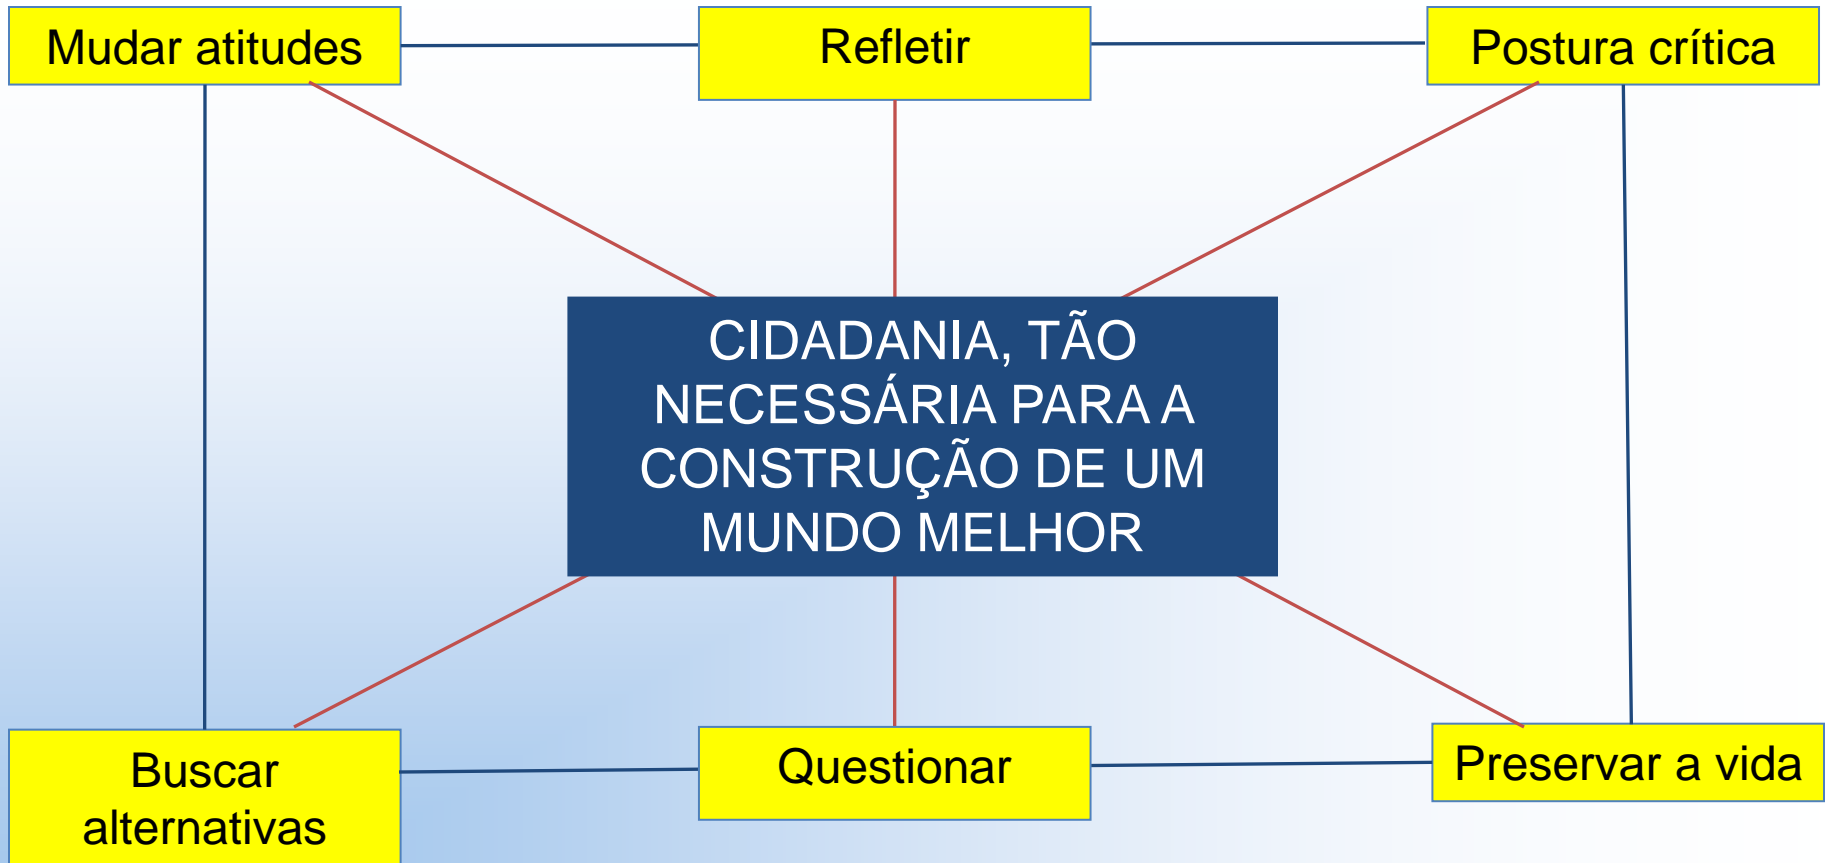 Mudar atitudes
Refletir
Postura crítica
CIDADANIA, TÃO
NECESSÁRIA PARA A
CONSTRUÇÃO DE UM
MUNDO MELHOR
Buscar
alternativas
Questionar
Preservar a vida